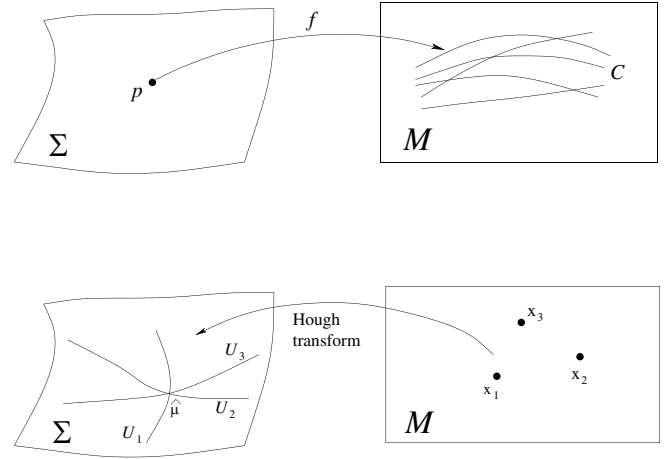 f
p
C
Σ
M
Hough
transform
x3
U3
x1
x2
μ̂
U2
U1
Σ
M